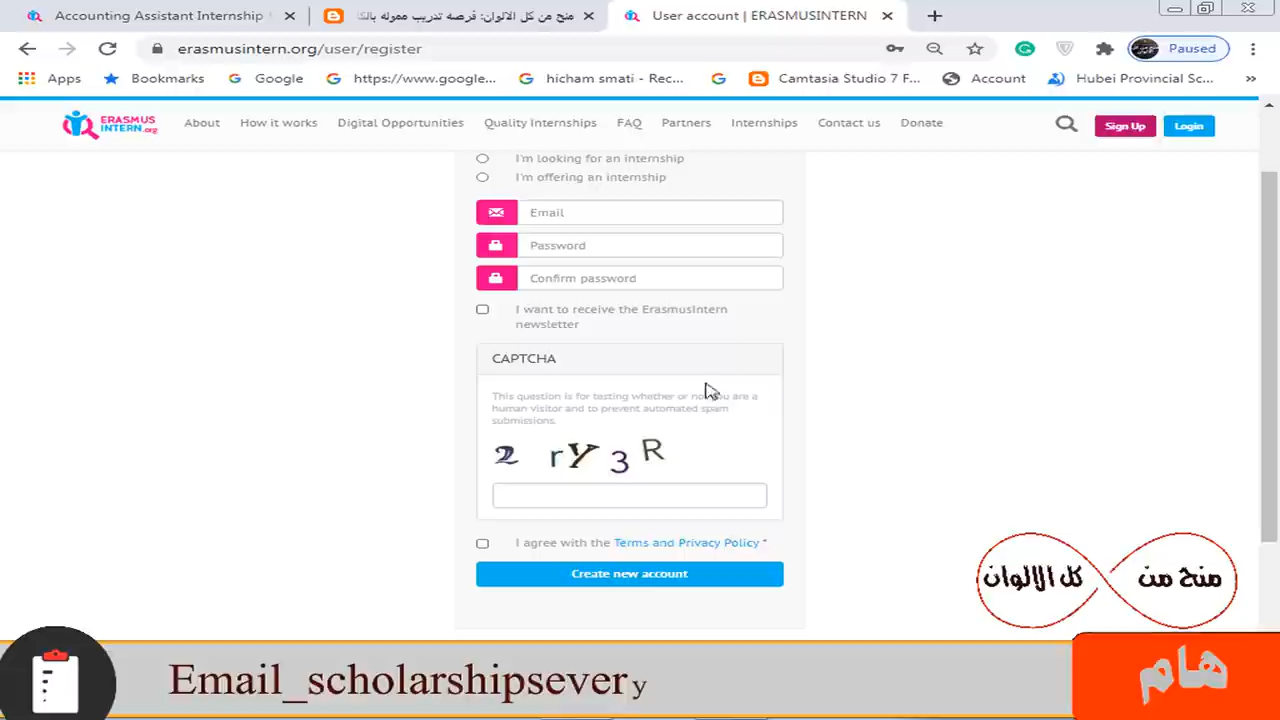 Accounting Assistant Internship
منح من كل الالوان: فرصة تدريب ممولة بالكا
User account | ERASMUSINTERN
erasmusintern.org/user/register
Paused
Apps
Bookmarks
Google
https://www.google...
hicham smati - Rec...
Camtasia Studio 7 F...
Account
Hubei Provincial Sc...
»
ERASMUS
INTERN.org
About
How it works
Digital Opportunities
Quality Internships
FAQ
Partners
Internships
Contact us
Donate
Sign Up
Login
I'm looking for an internship
I'm offering an internship
Email
Password
Confirm password
I want to receive the ErasmusIntern
newsletter
CAPTCHA
This question is for testing whether or not you are a
human visitor and to prevent automated spam
submissions.
2 rY3R
I agree with the Terms and Privacy Policy *
Create new account
منح من كل الالوان
Email_scholarshipsevery
هام